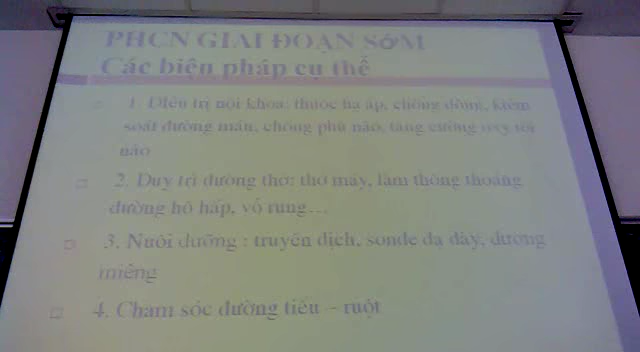 PHCN GIAI ĐOẠN SỚM
Các biện pháp cụ thể
1. Điều trị nội khoa: thuốc hạ áp, chống đông, kiểm
soát đường máu, chống phù não, tăng cường oxy tới
não
2. Duy trì đường thở: thở máy, làm thông thoáng
đường hô hấp, vỗ rung…
3. Nuôi dưỡng : truyền dịch, sonde dạ dày, đường
miệng
4. Chăm sóc đường tiểu – ruột